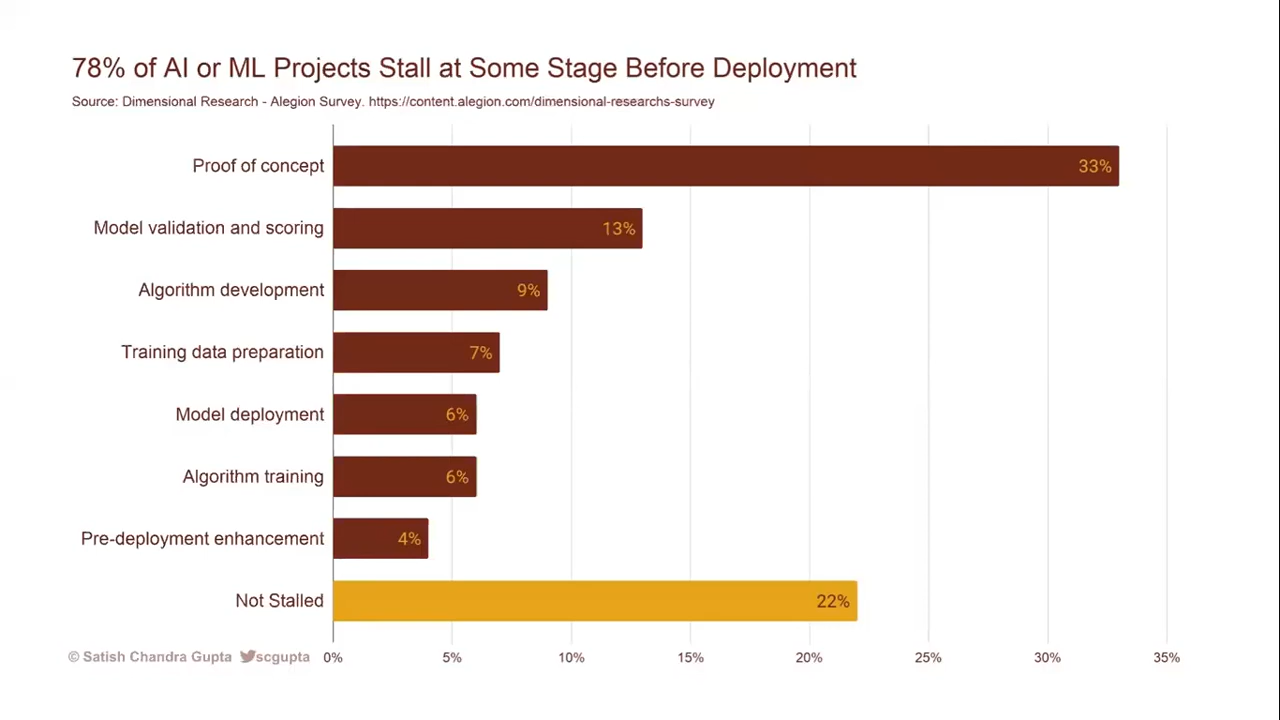 78% of AI or ML Projects Stall at Some Stage Before Deployment
Source: Dimensional Research - Alegion Survey. https://content.alegion.com/dimensional-researchs-survey
Proof of concept 33%
Model validation and scoring 13%
Algorithm development 9%
Training data preparation 7%
Model deployment 6%
Algorithm training 6%
Pre-deployment enhancement 4%
Not Stalled 22%
© Satish Chandra Gupta scgupta 0% 5% 10% 15% 20% 25% 30% 35%